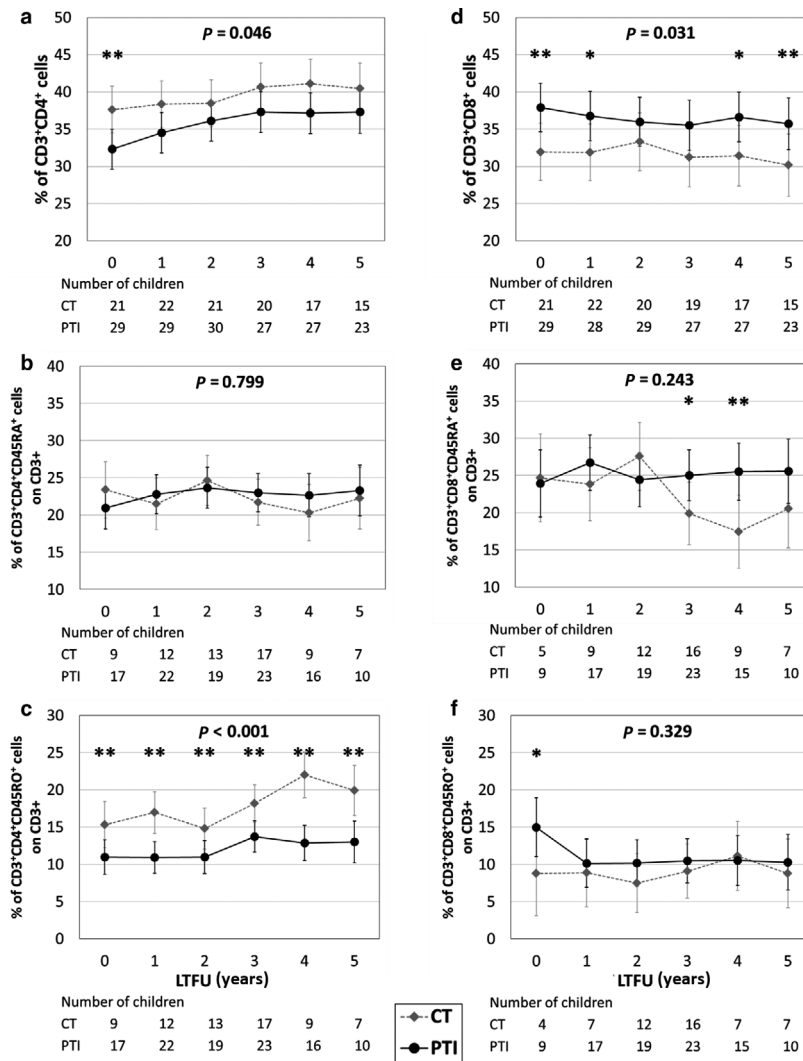 a
P = 0.046
**
% of CD3⁺CD4⁺ cells
50
45
40
35
30
25
20
0 1 2 3 4 5
Number of children
CT 21 22 21 20 17 15
PTI 29 29 30 27 27 23
d
P = 0.031
** * * **
% of CD3⁺CD8⁺ cells
50
45
40
35
30
25
20
0 1 2 3 4 5
Number of children
CT 21 22 20 19 17 15
PTI 29 28 29 27 27 23
b
P = 0.799
% of CD3⁺CD4⁺CD45RA⁺ cells
on CD3+
40
35
30
25
20
15
10
0 1 2 3 4 5
Number of children
CT 9 12 13 17 9 7
PTI 17 22 19 23 16 10
e
P = 0.243
* **
% of CD3⁺CD8⁺CD45RA⁺ cells
on CD3+
40
35
30
25
20
15
10
0 1 2 3 4 5
Number of children
CT 5 9 12 16 9 7
PTI 9 17 19 23 15 10
c
P < 0.001
** ** ** ** ** **
% of CD3⁺CD4⁺CD45RO⁺ cells
on CD3+
30
25
20
15
10
5
0
0 1 2 3 4 5
LTFU (years)
Number of children
CT 9 12 13 17 9 7
PTI 17 22 19 23 16 10
f
P = 0.329
*
% of CD3⁺CD8⁺CD45RO⁺ cells
on CD3+
30
25
20
15
10
5
0
0 1 2 3 4 5
LTFU (years)
Number of children
CT 4 7 12 16 7 7
PTI 9 17 19 23 15 10
CT
PTI